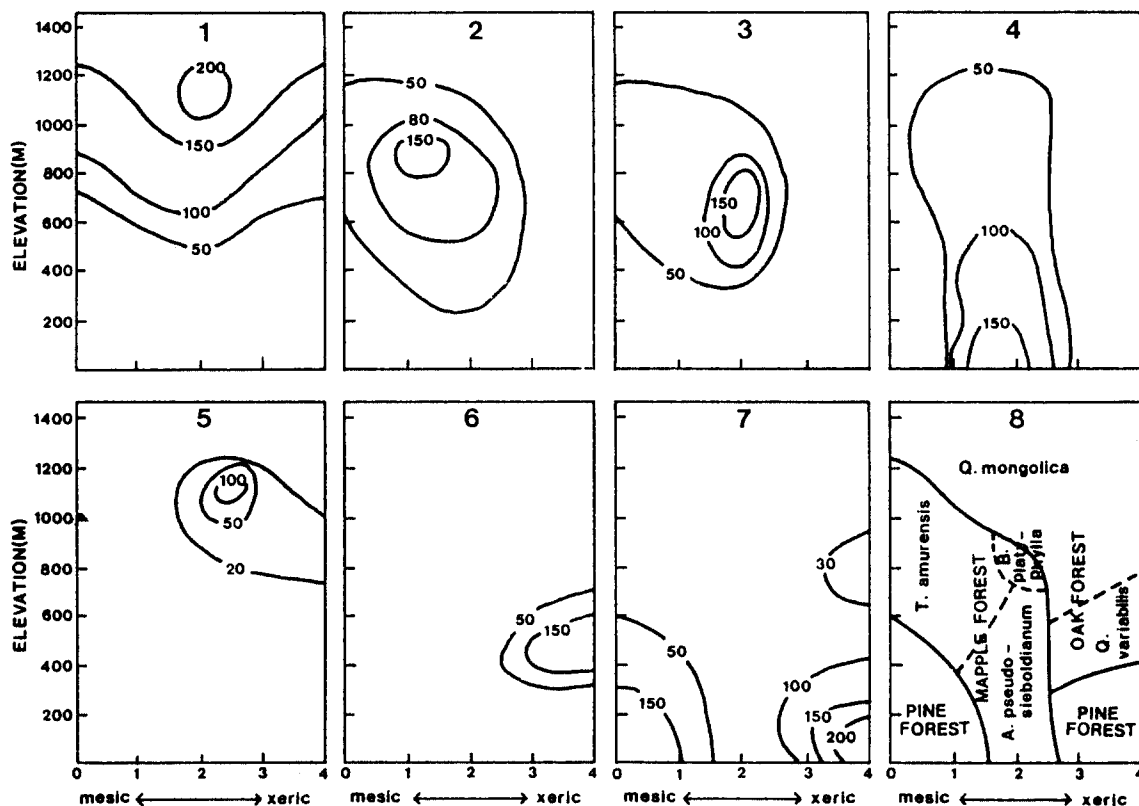 1
2
3
4
ELEVATION(M)
1400
1200
1000
800
600
400
200
200
150
100
50
50
80
150
150
100
50
50
100
150
5
6
7
8
ELEVATION(M)
1400
1200
1000
800
600
400
200
0
100
50
20
50
150
30
50
150
100
150
200
Q. mongolica
T. amurensis
MAPPLE FOREST
B. platy-
phylla
A. pseudo-
sieboldianum
OAK FOREST
Q.
variabilis
PINE
FOREST
PINE
FOREST
0 1 2 3 4
0 1 2 3 4
0 1 2 3 4
0 1 2 3 4
mesic xeric
mesic xeric
mesic xeric
mesic xeric